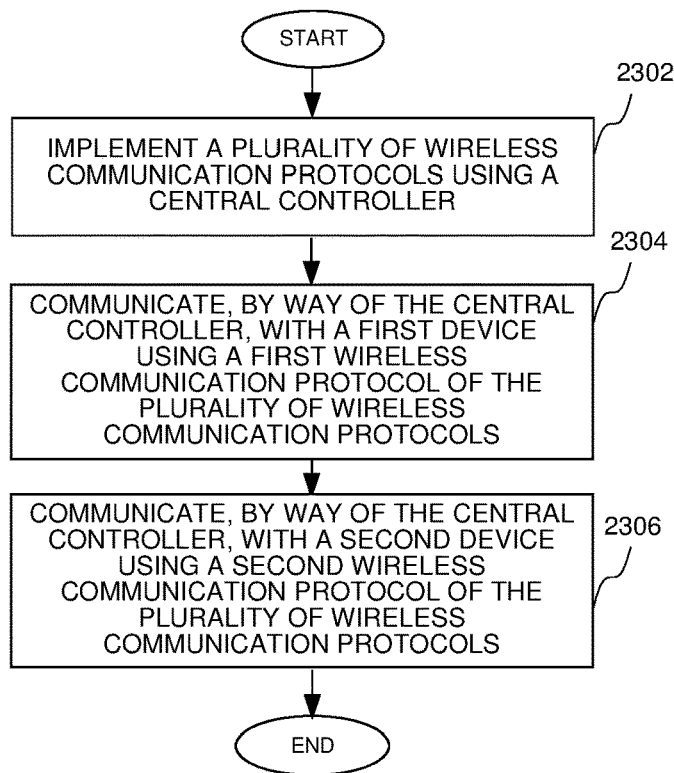 START
2302
IMPLEMENT A PLURALITY OF WIRELESS
COMMUNICATION PROTOCOLS USING A
CENTRAL CONTROLLER
2304
COMMUNICATE, BY WAY OF THE CENTRAL
CONTROLLER, WITH A FIRST DEVICE
USING A FIRST WIRELESS
COMMUNICATION PROTOCOL OF THE
PLURALITY OF WIRELESS
COMMUNICATION PROTOCOLS
2306
COMMUNICATE, BY WAY OF THE CENTRAL
CONTROLLER, WITH A SECOND DEVICE
USING A SECOND WIRELESS
COMMUNICATION PROTOCOL OF THE
PLURALITY OF WIRELESS
COMMUNICATION PROTOCOLS
END